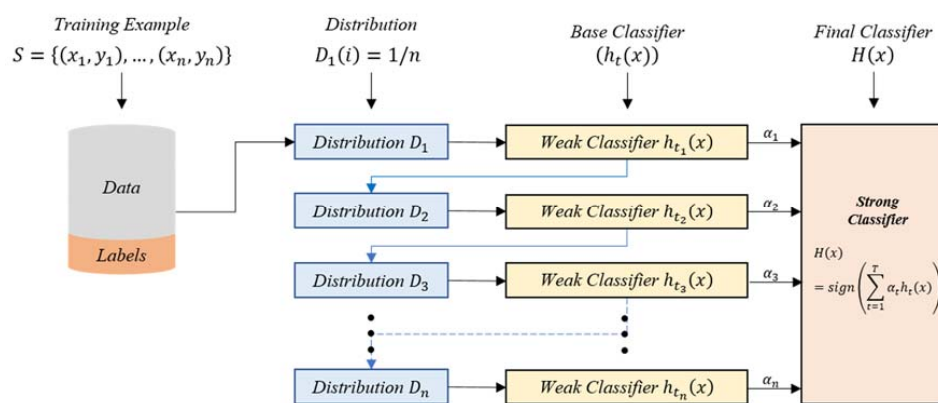 Training Example
S = {(x₁, y₁), ..., (xₙ, yₙ)}
Distribution
D₁(i) = 1/n
Base Classifier
(hₜ(x))
Final Classifier
H(x)
Data
Labels
Distribution D₁
Weak Classifier hₜ₁(x)
α₁
Distribution D₂
Weak Classifier hₜ₂(x)
α₂
Distribution D₃
Weak Classifier hₜ₃(x)
α₃
Distribution Dₙ
Weak Classifier hₜₙ(x)
αₙ
Strong
Classifier
H(x)
= sign(∑ₜ₌₁ᵀ αₜhₜ(x))